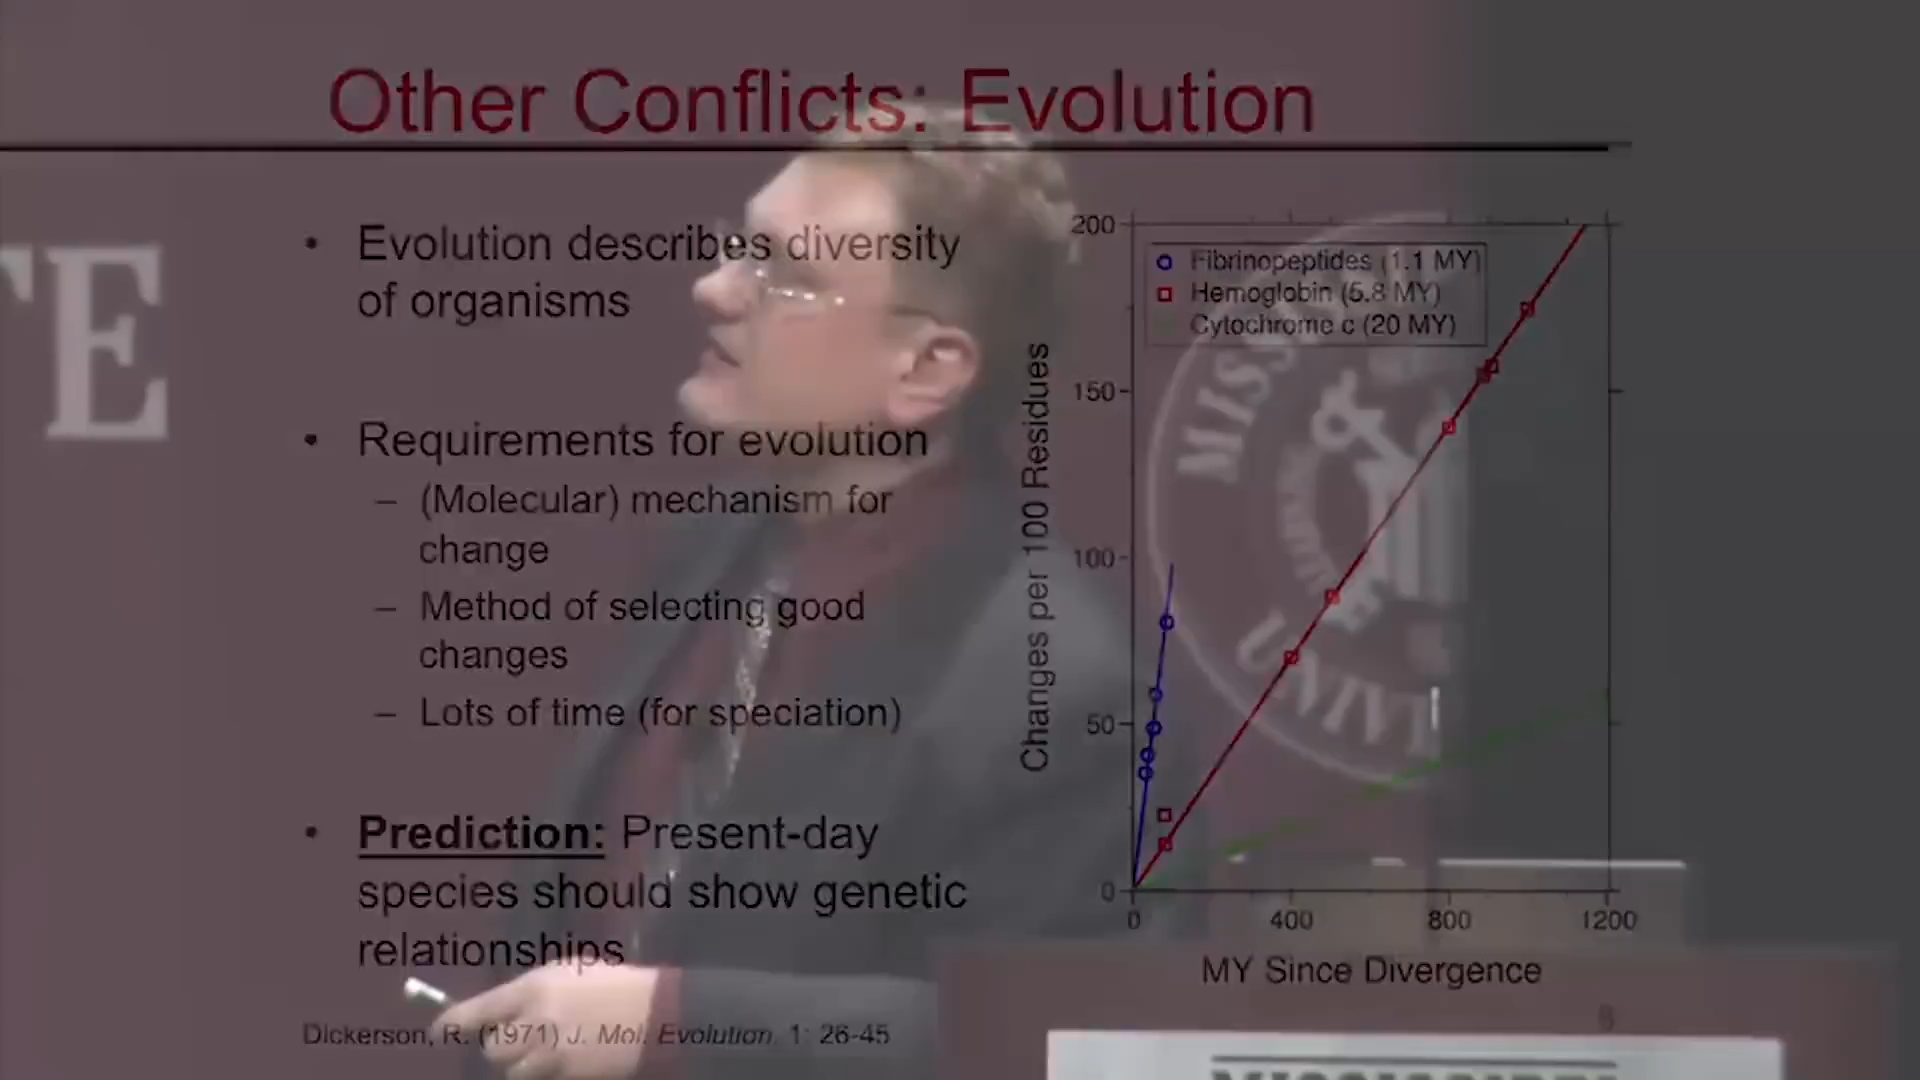 Other Conflicts: Evolution
TE
• Evolution describes diversity
of organisms
• Requirements for evolution
– (Molecular) mechanism for
change
– Method of selecting good
changes
– Lots of time (for speciation)
• Prediction: Present-day
species should show genetic
relationships
Dickerson, R. (1971) J. Mol. Evolution. 1: 26-45
Changes per 100 Residues
200
150
100
50
0
Fibrinopeptides (1.1 MY)
Hemoglobin (5.8 MY)
Cytochrome c (20 MY)
0 400 800 1200
MY Since Divergence
MISSIS
UNIV